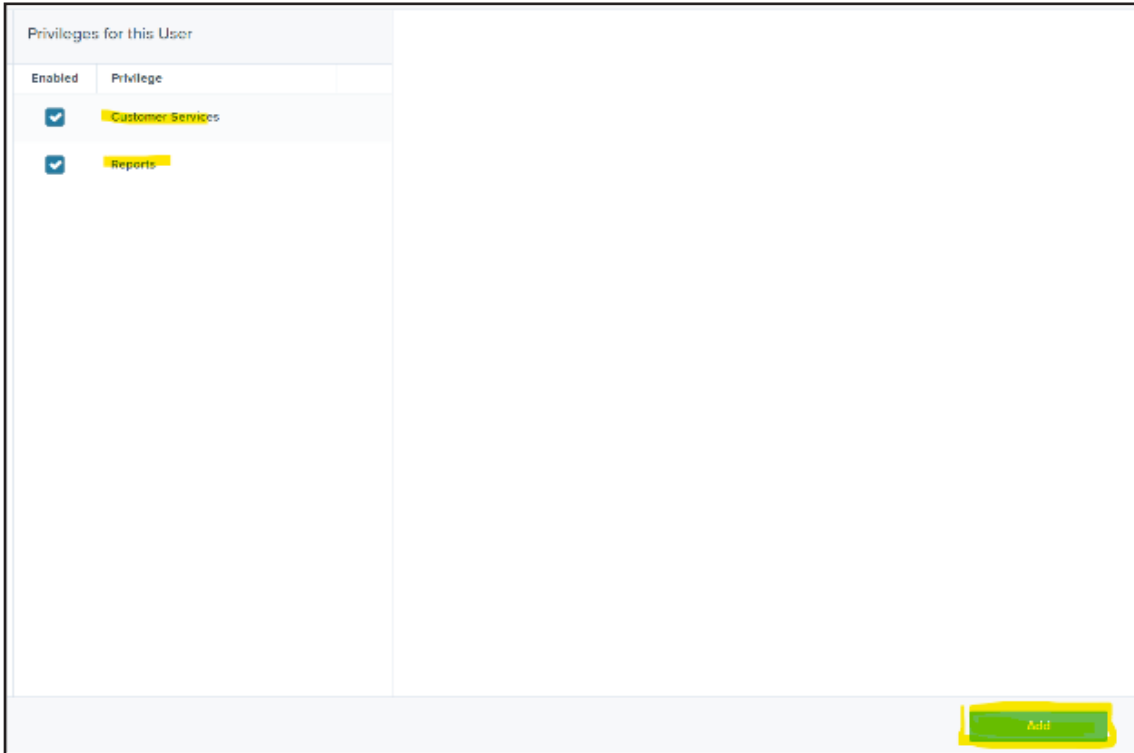 Privileges for this User
Enabled Privilege
Customer Services
Reports
Add